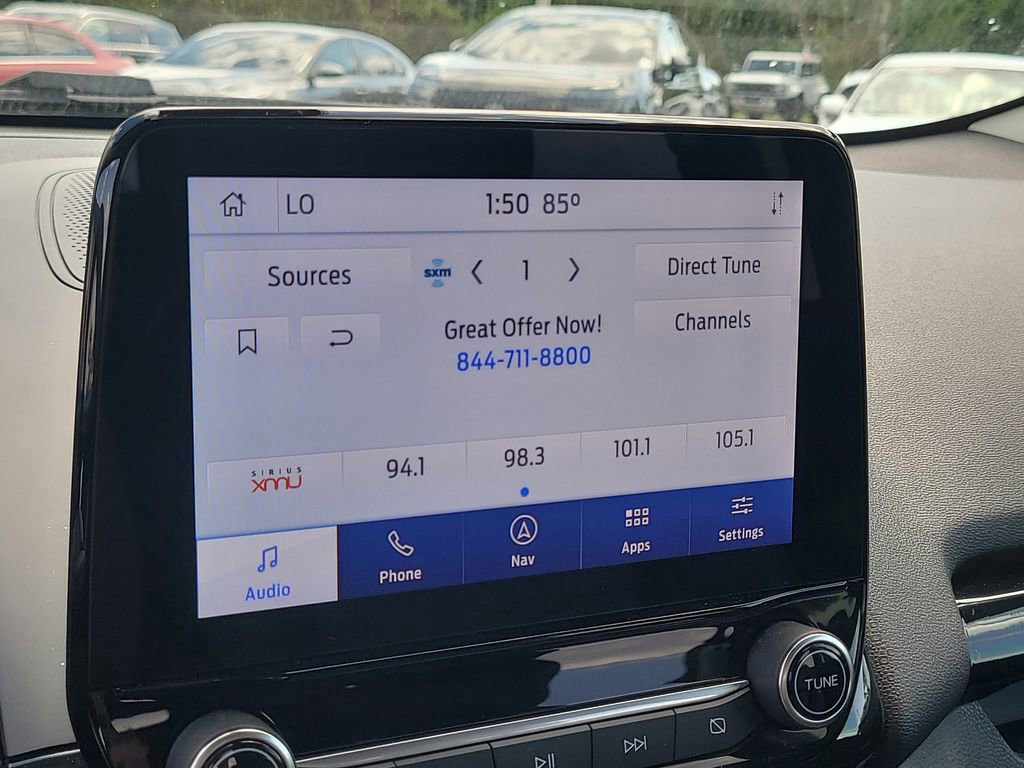 LO
1:50 85º
Sources
sxm
1
Direct Tune
Great Offer Now!
844-711-8800
Channels
SIRIUS
xmu
94.1
98.3
101.1
105.1
Audio
Phone
Nav
Apps
Settings
TUNE